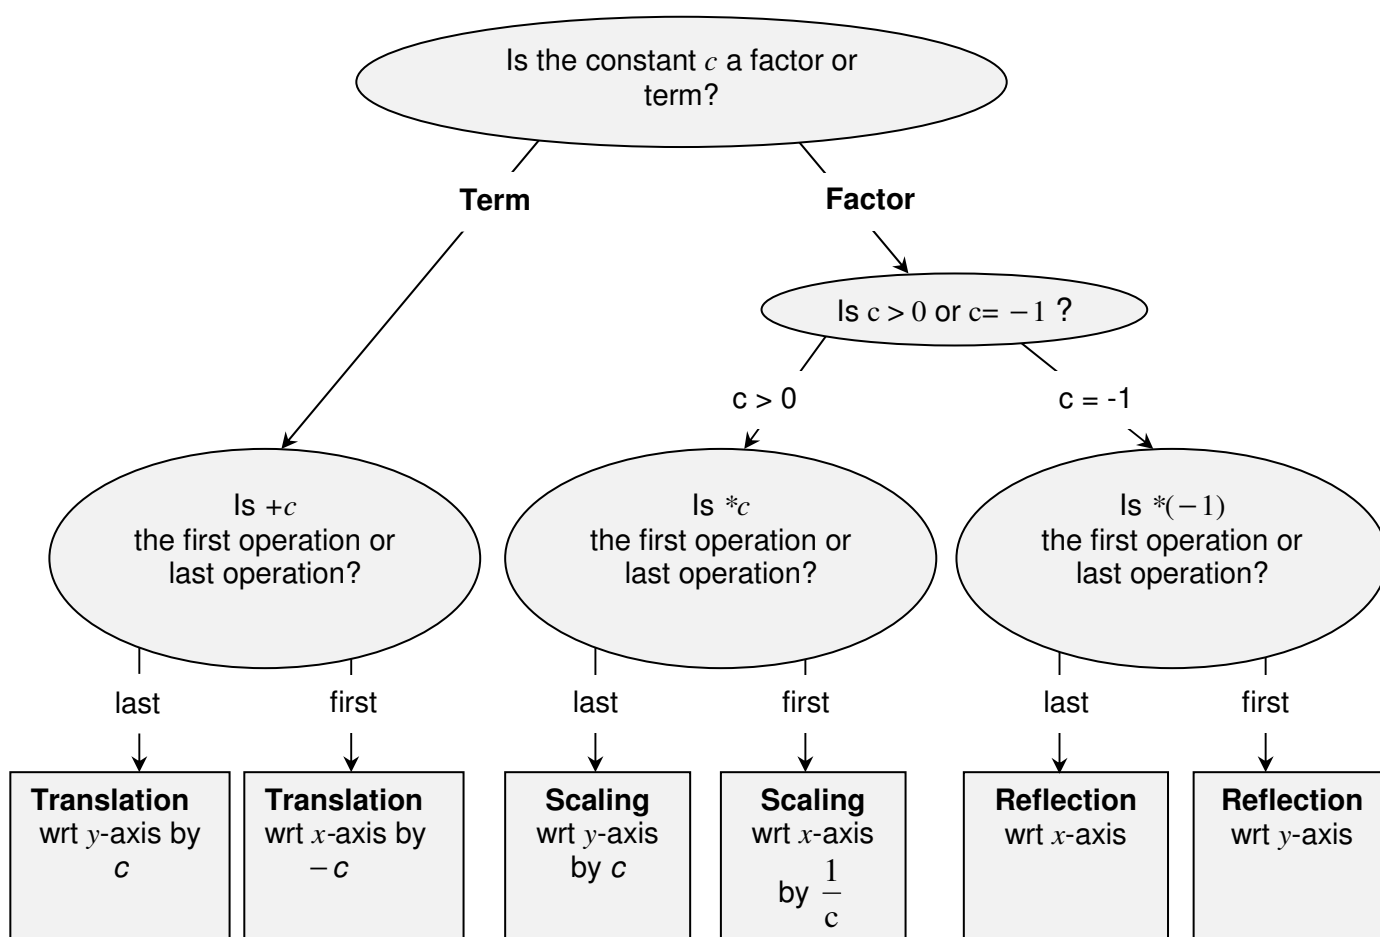 Is the constant c a factor or
term?
Term
Factor
Is c > 0 or c= −1 ?
c > 0
c = -1
Is +c
the first operation or
last operation?
Is *c
the first operation or
last operation?
Is *(−1)
the first operation or
last operation?
last
first
last
first
last
first
Translation
wrt y-axis by
c
Translation
wrt x-axis by
−c
Scaling
wrt y-axis
by c
Scaling
wrt x-axis
by 1/c
Reflection
wrt x-axis
Reflection
wrt y-axis